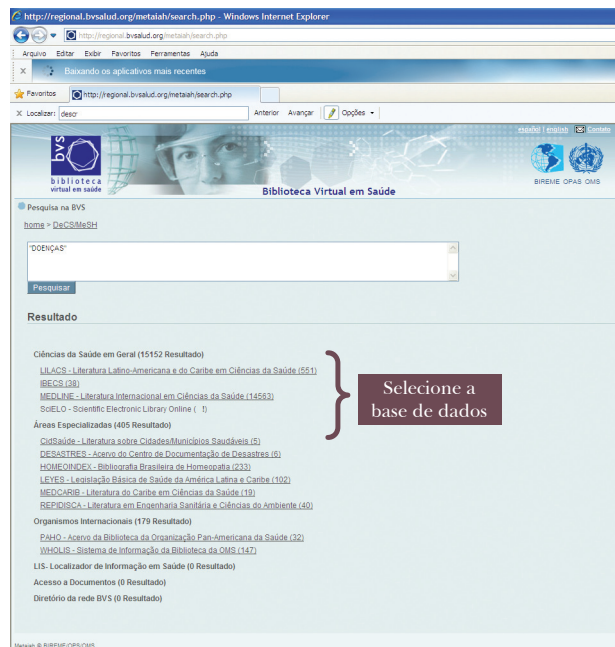 http://regional.bvsalud.org/metaiah/search.php - Windows Internet Explorer
http://regional.bvsalud.org/metaiah/search.php
Arquivo Editar Exibir Favoritos Ferramentas Ajuda
x Baixando os aplicativos mais recentes
Favoritos http://regional.bvsalud.org/metaiah/search.php
X Localizar: descr Anterior Avançar Opções
español | english Contato
bvs
biblioteca
virtual em saúde
Biblioteca Virtual em Saúde
BIREME OPAS OMS
Pesquisa na BVS
home > DeCS/MeSH
"DOENÇAS"
Pesquisar
Resultado
Ciências da Saúde em Geral (15152 Resultado)
LILACS - Literatura Latino-Americana e do Caribe em Ciências da Saúde (551)
IBECS (38)
MEDLINE - Literatura Internacional em Ciências da Saúde (14563)
SciELO - Scientific Electronic Library Online ( !)
Selecione a
base de dados
Áreas Especializadas (405 Resultado)
CidSaúde - Literatura sobre Cidades/Municípios Saudáveis (5)
DESASTRES - Acervo do Centro de Documentação de Desastres (6)
HOMEOINDEX - Bibliografia Brasileira de Homeopatia (233)
LEYES - Legislação Básica de Saúde da América Latina e Caribe (102)
MEDCARIB - Literatura do Caribe em Ciências da Saúde (19)
REPIDISCA - Literatura em Engenharia Sanitária e Ciências do Ambiente (40)
Organismos Internacionais (179 Resultado)
PAHO - Acervo da Biblioteca da Organização Pan-Americana da Saúde (32)
WHOLIS - Sistema de Informação da Biblioteca da OMS (147)
LIS- Localizador de Informação em Saúde (0 Resultado)
Acesso a Documentos (0 Resultado)
Diretório da rede BVS (0 Resultado)
Metaiah © BIREME/OPS/OMS